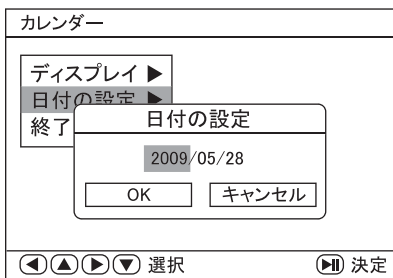 カレンダー
ディスプレイ ▶
日付の設定 ▶
終了
日付の設定
2009/05/28
OK キャンセル
◀▲▶▼ 選択 ▶II 決定